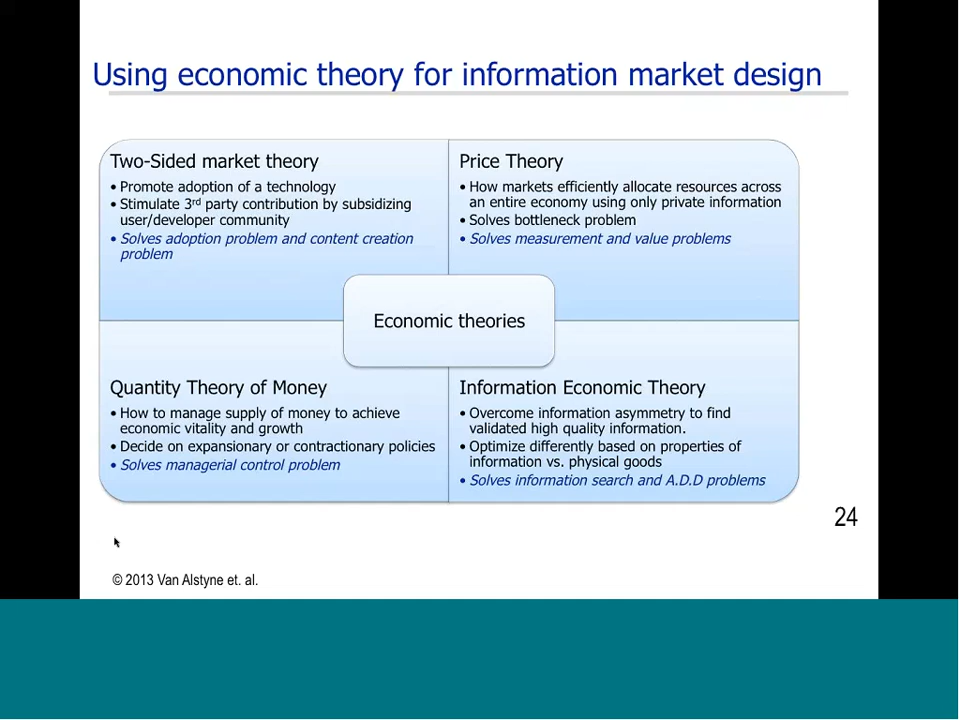 Using economic theory for information market design
Two-Sided market theory
• Promote adoption of a technology
• Stimulate 3rd party contribution by subsidizing
user/developer community
• Solves adoption problem and content creation
problem
Price Theory
• How markets efficiently allocate resources across
an entire economy using only private information
• Solves bottleneck problem
• Solves measurement and value problems
Economic theories
Quantity Theory of Money
• How to manage supply of money to achieve
economic vitality and growth
• Decide on expansionary or contractionary policies
• Solves managerial control problem
Information Economic Theory
• Overcome information asymmetry to find
validated high quality information.
• Optimize differently based on properties of
information vs. physical goods
• Solves information search and A.D.D problems
24
© 2013 Van Alstyne et. al.